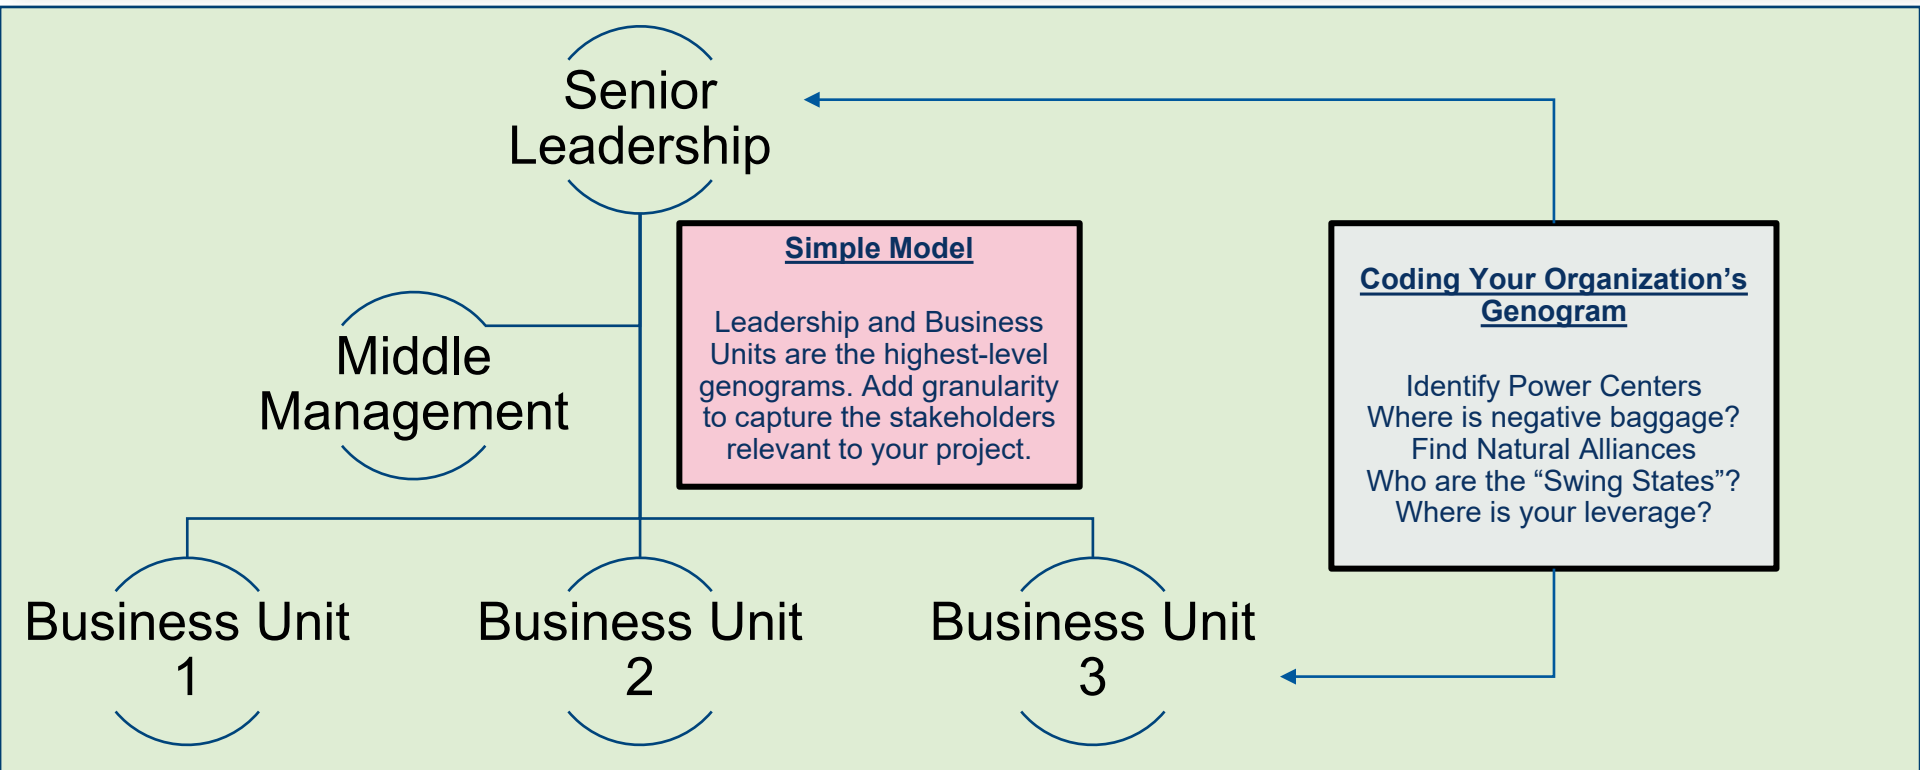 Senior
Leadership
Simple Model
Leadership and Business
Units are the highest-level
genograms. Add granularity
to capture the stakeholders
relevant to your project.
Coding Your Organization’s
Genogram
Identify Power Centers
Where is negative baggage?
Find Natural Alliances
Who are the “Swing States”?
Where is your leverage?
Middle
Management
Business Unit
1
Business Unit
2
Business Unit
3